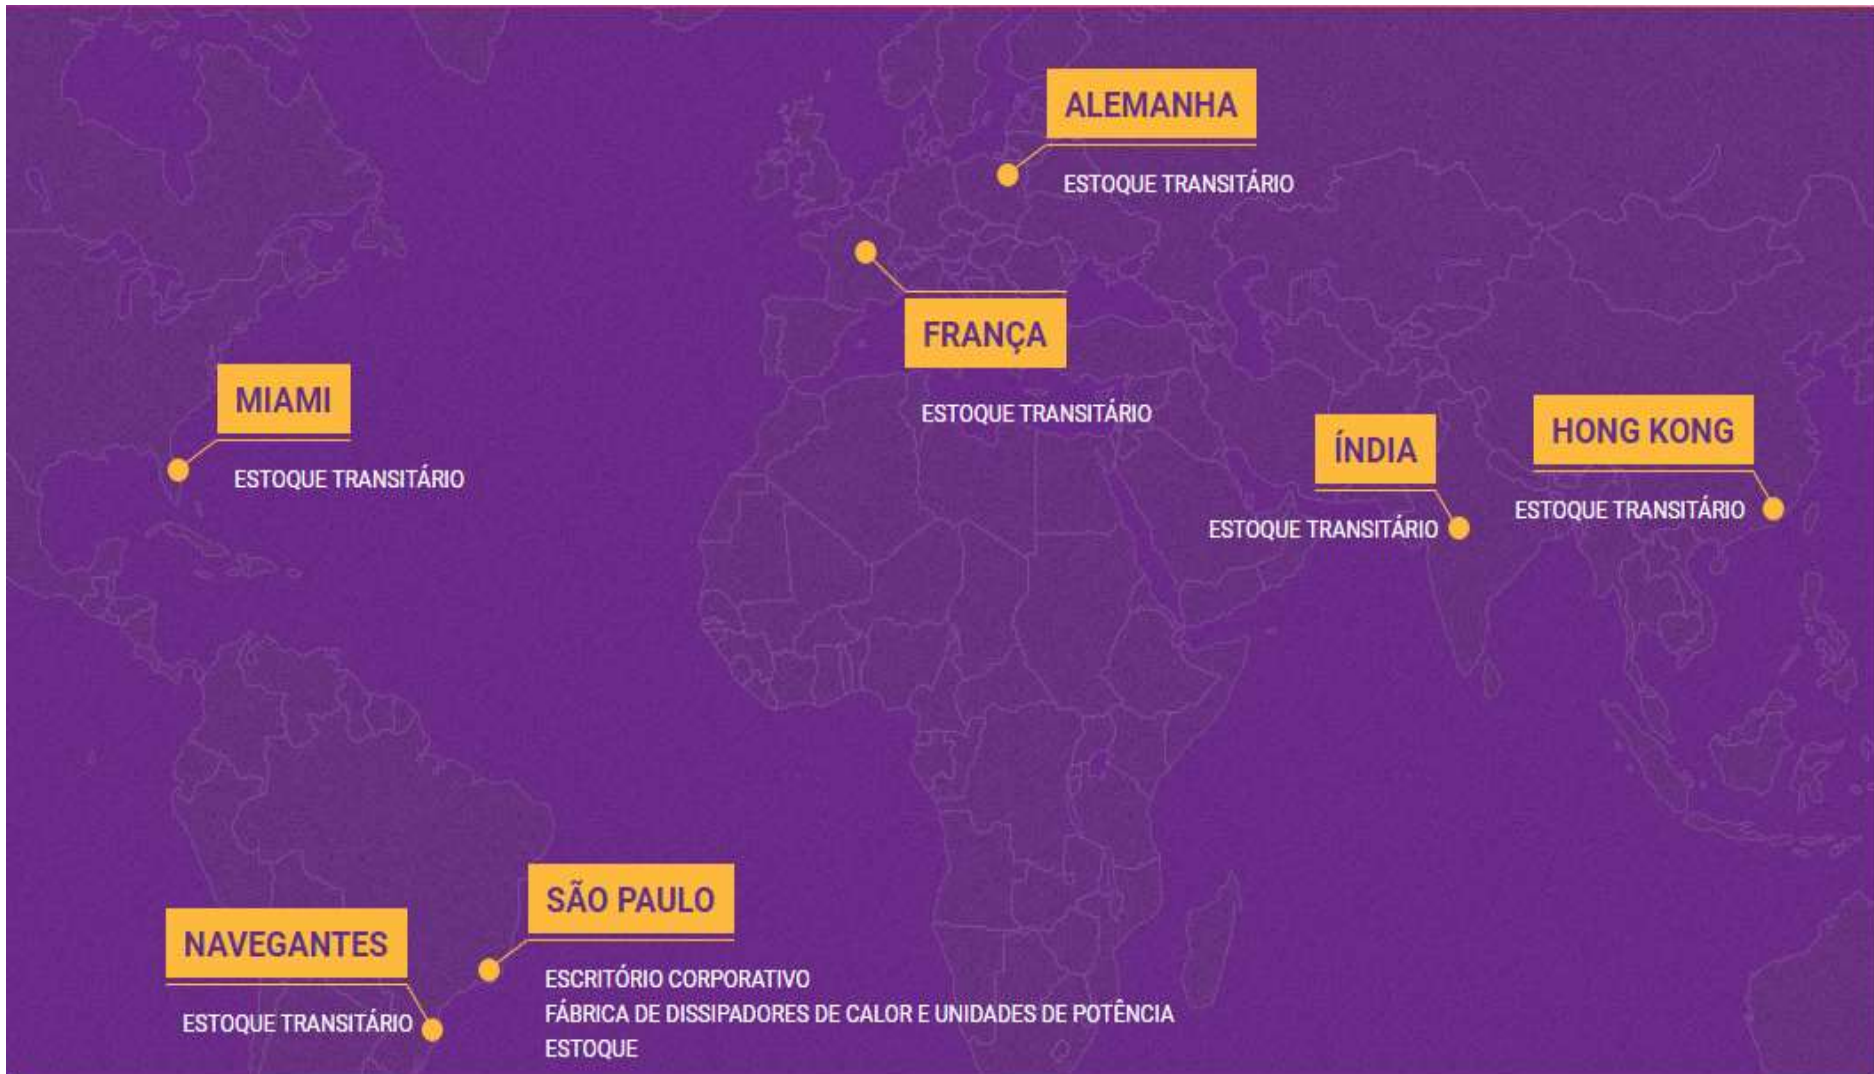 ALEMANHA
ESTOQUE TRANSITÁRIO
FRANÇA
ESTOQUE TRANSITÁRIO
MIAMI
ESTOQUE TRANSITÁRIO
ÍNDIA
ESTOQUE TRANSITÁRIO
HONG KONG
ESTOQUE TRANSITÁRIO
SÃO PAULO
ESCRITÓRIO CORPORATIVO
FÁBRICA DE DISSIPADORES DE CALOR E UNIDADES DE POTÊNCIA
ESTOQUE
NAVEGANTES
ESTOQUE TRANSITÁRIO